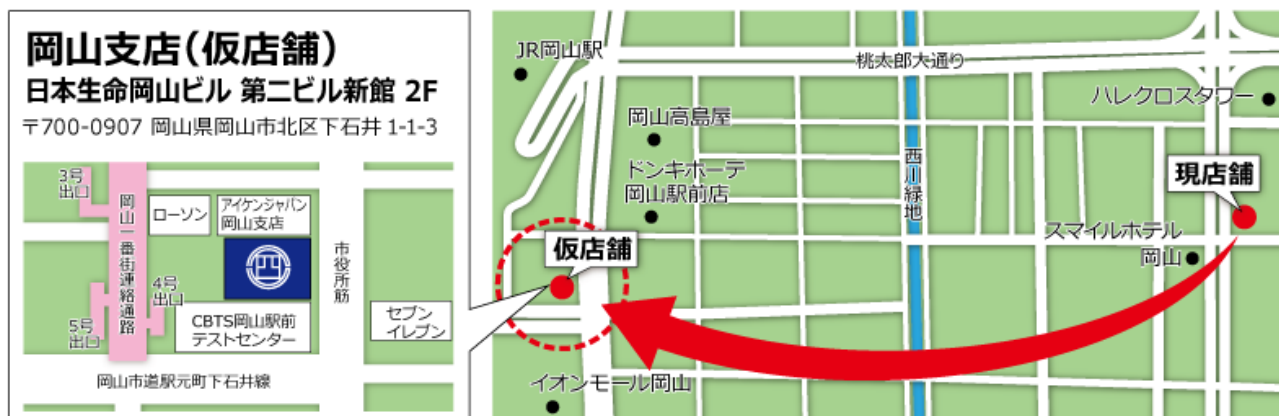 岡山支店(仮店舗)
日本生命岡山ビル 第二ビル新館 2F
〒700-0907 岡山県岡山市北区下石井 1-1-3
3号
出口
岡山一番街連絡通路
ローソン
アイケンジャパン
岡山支店
市役所筋
4号
出口
5号
出口
CBTS岡山駅前
テストセンター
セブン
イレブン
岡山市道駅元町下石井線
JR岡山駅
桃太郎大通り
ハレクロスタワー
岡山高島屋
ドンキホーテ
岡山駅前店
西川緑地
現店舗
仮店舗
スマイルホテル
岡山
イオンモール岡山